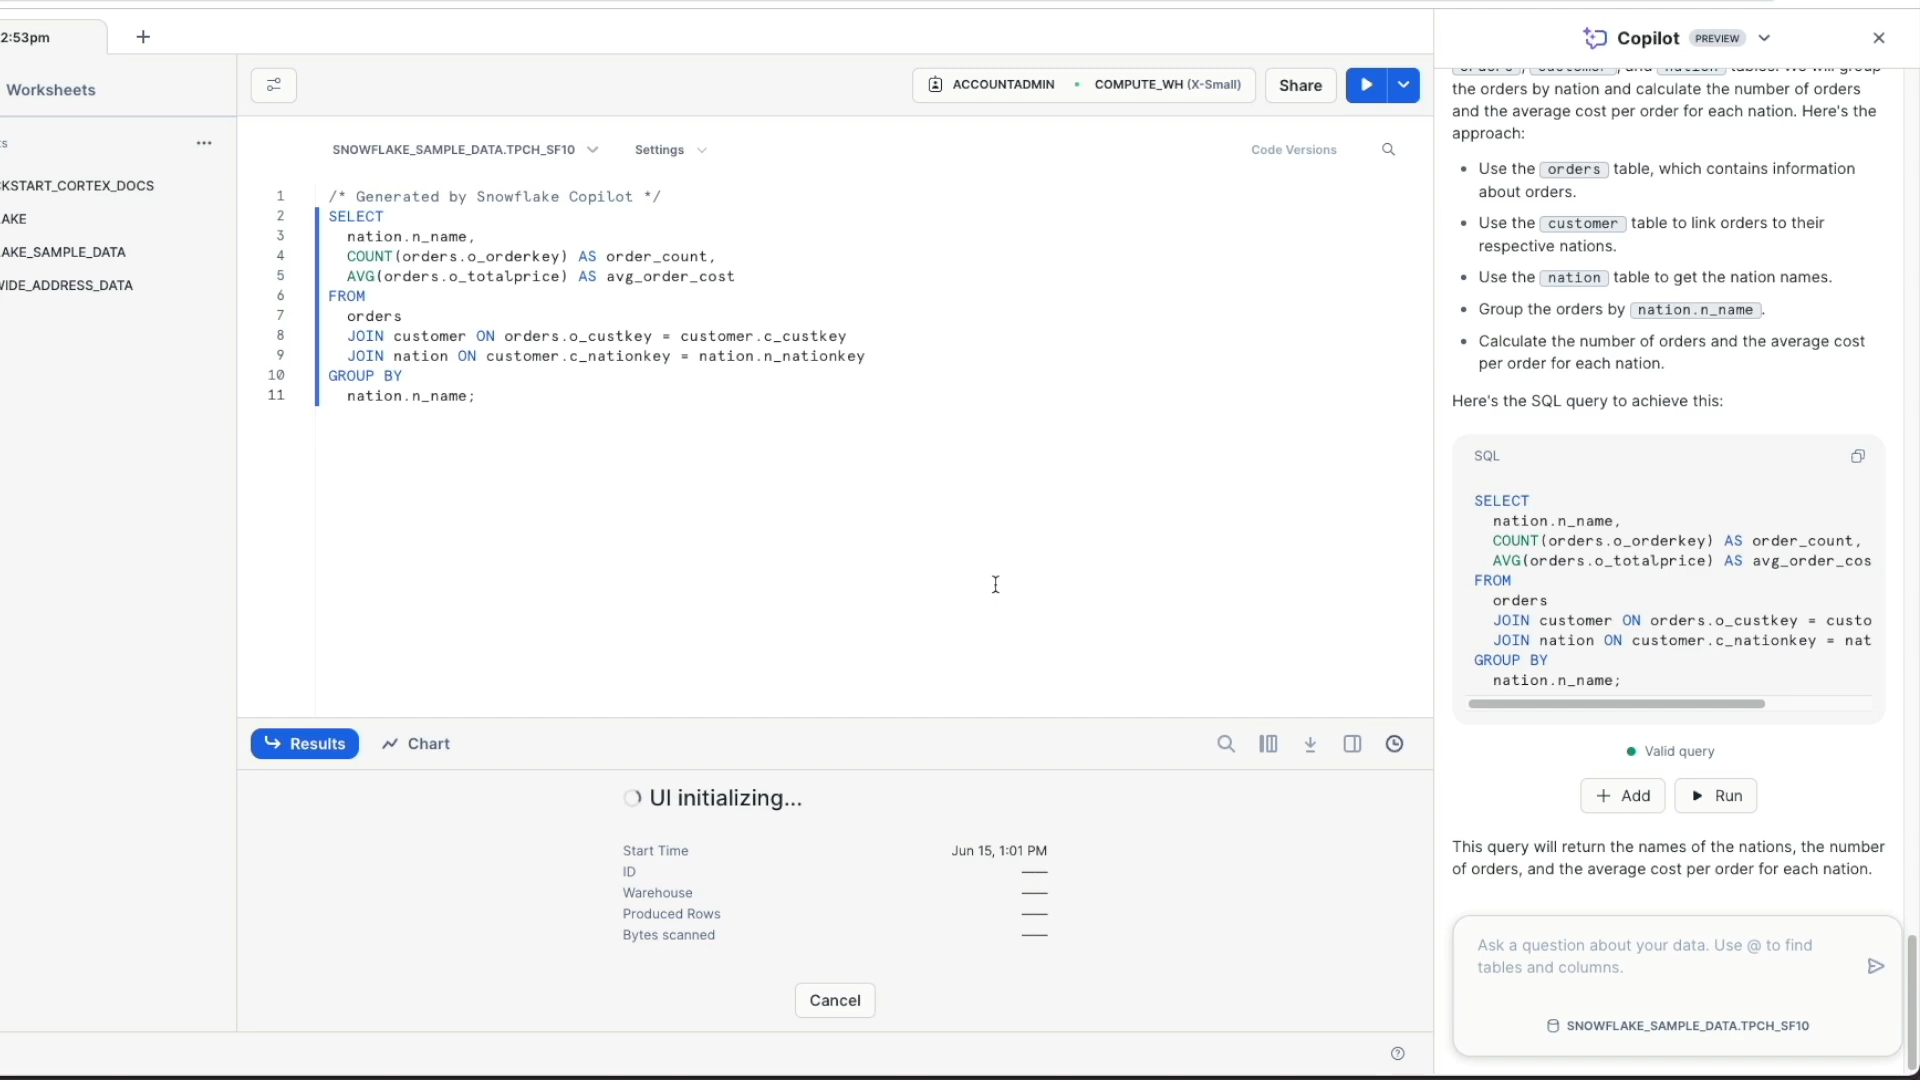 2:53pm
Copilot PREVIEW
Worksheets
ACCOUNTADMIN • COMPUTE_WH (X-Small)
Share
SNOWFLAKE_SAMPLE_DATA.TPCH_SF10
Settings
Code Versions
KSTART_CORTEX_DOCS
AKE
AKE_SAMPLE_DATA
WIDE_ADDRESS_DATA
1 /* Generated by Snowflake Copilot */
2 SELECT
3 nation.n_name,
4 COUNT(orders.o_orderkey) AS order_count,
5 AVG(orders.o_totalprice) AS avg_order_cost
6 FROM
7 orders
8 JOIN customer ON orders.o_custkey = customer.c_custkey
9 JOIN nation ON customer.c_nationkey = nation.n_nationkey
10 GROUP BY
11 nation.n_name;
Results
Chart
UI initializing...
Start Time Jun 15, 1:01 PM
ID
Warehouse
Produced Rows
Bytes scanned
Cancel
orders, customer, and nation tables. We will group
the orders by nation and calculate the number of orders
and the average cost per order for each nation. Here's the
approach:
• Use the orders table, which contains information
about orders.
• Use the customer table to link orders to their
respective nations.
• Use the nation table to get the nation names.
• Group the orders by nation.n_name.
• Calculate the number of orders and the average cost
per order for each nation.
Here's the SQL query to achieve this:
SQL
SELECT
nation.n_name,
COUNT(orders.o_orderkey) AS order_count,
AVG(orders.o_totalprice) AS avg_order_cos
FROM
orders
JOIN customer ON orders.o_custkey = custo
JOIN nation ON customer.c_nationkey = nat
GROUP BY
nation.n_name;
Valid query
+ Add
Run
This query will return the names of the nations, the number
of orders, and the average cost per order for each nation.
Ask a question about your data. Use @ to find
tables and columns.
SNOWFLAKE_SAMPLE_DATA.TPCH_SF10